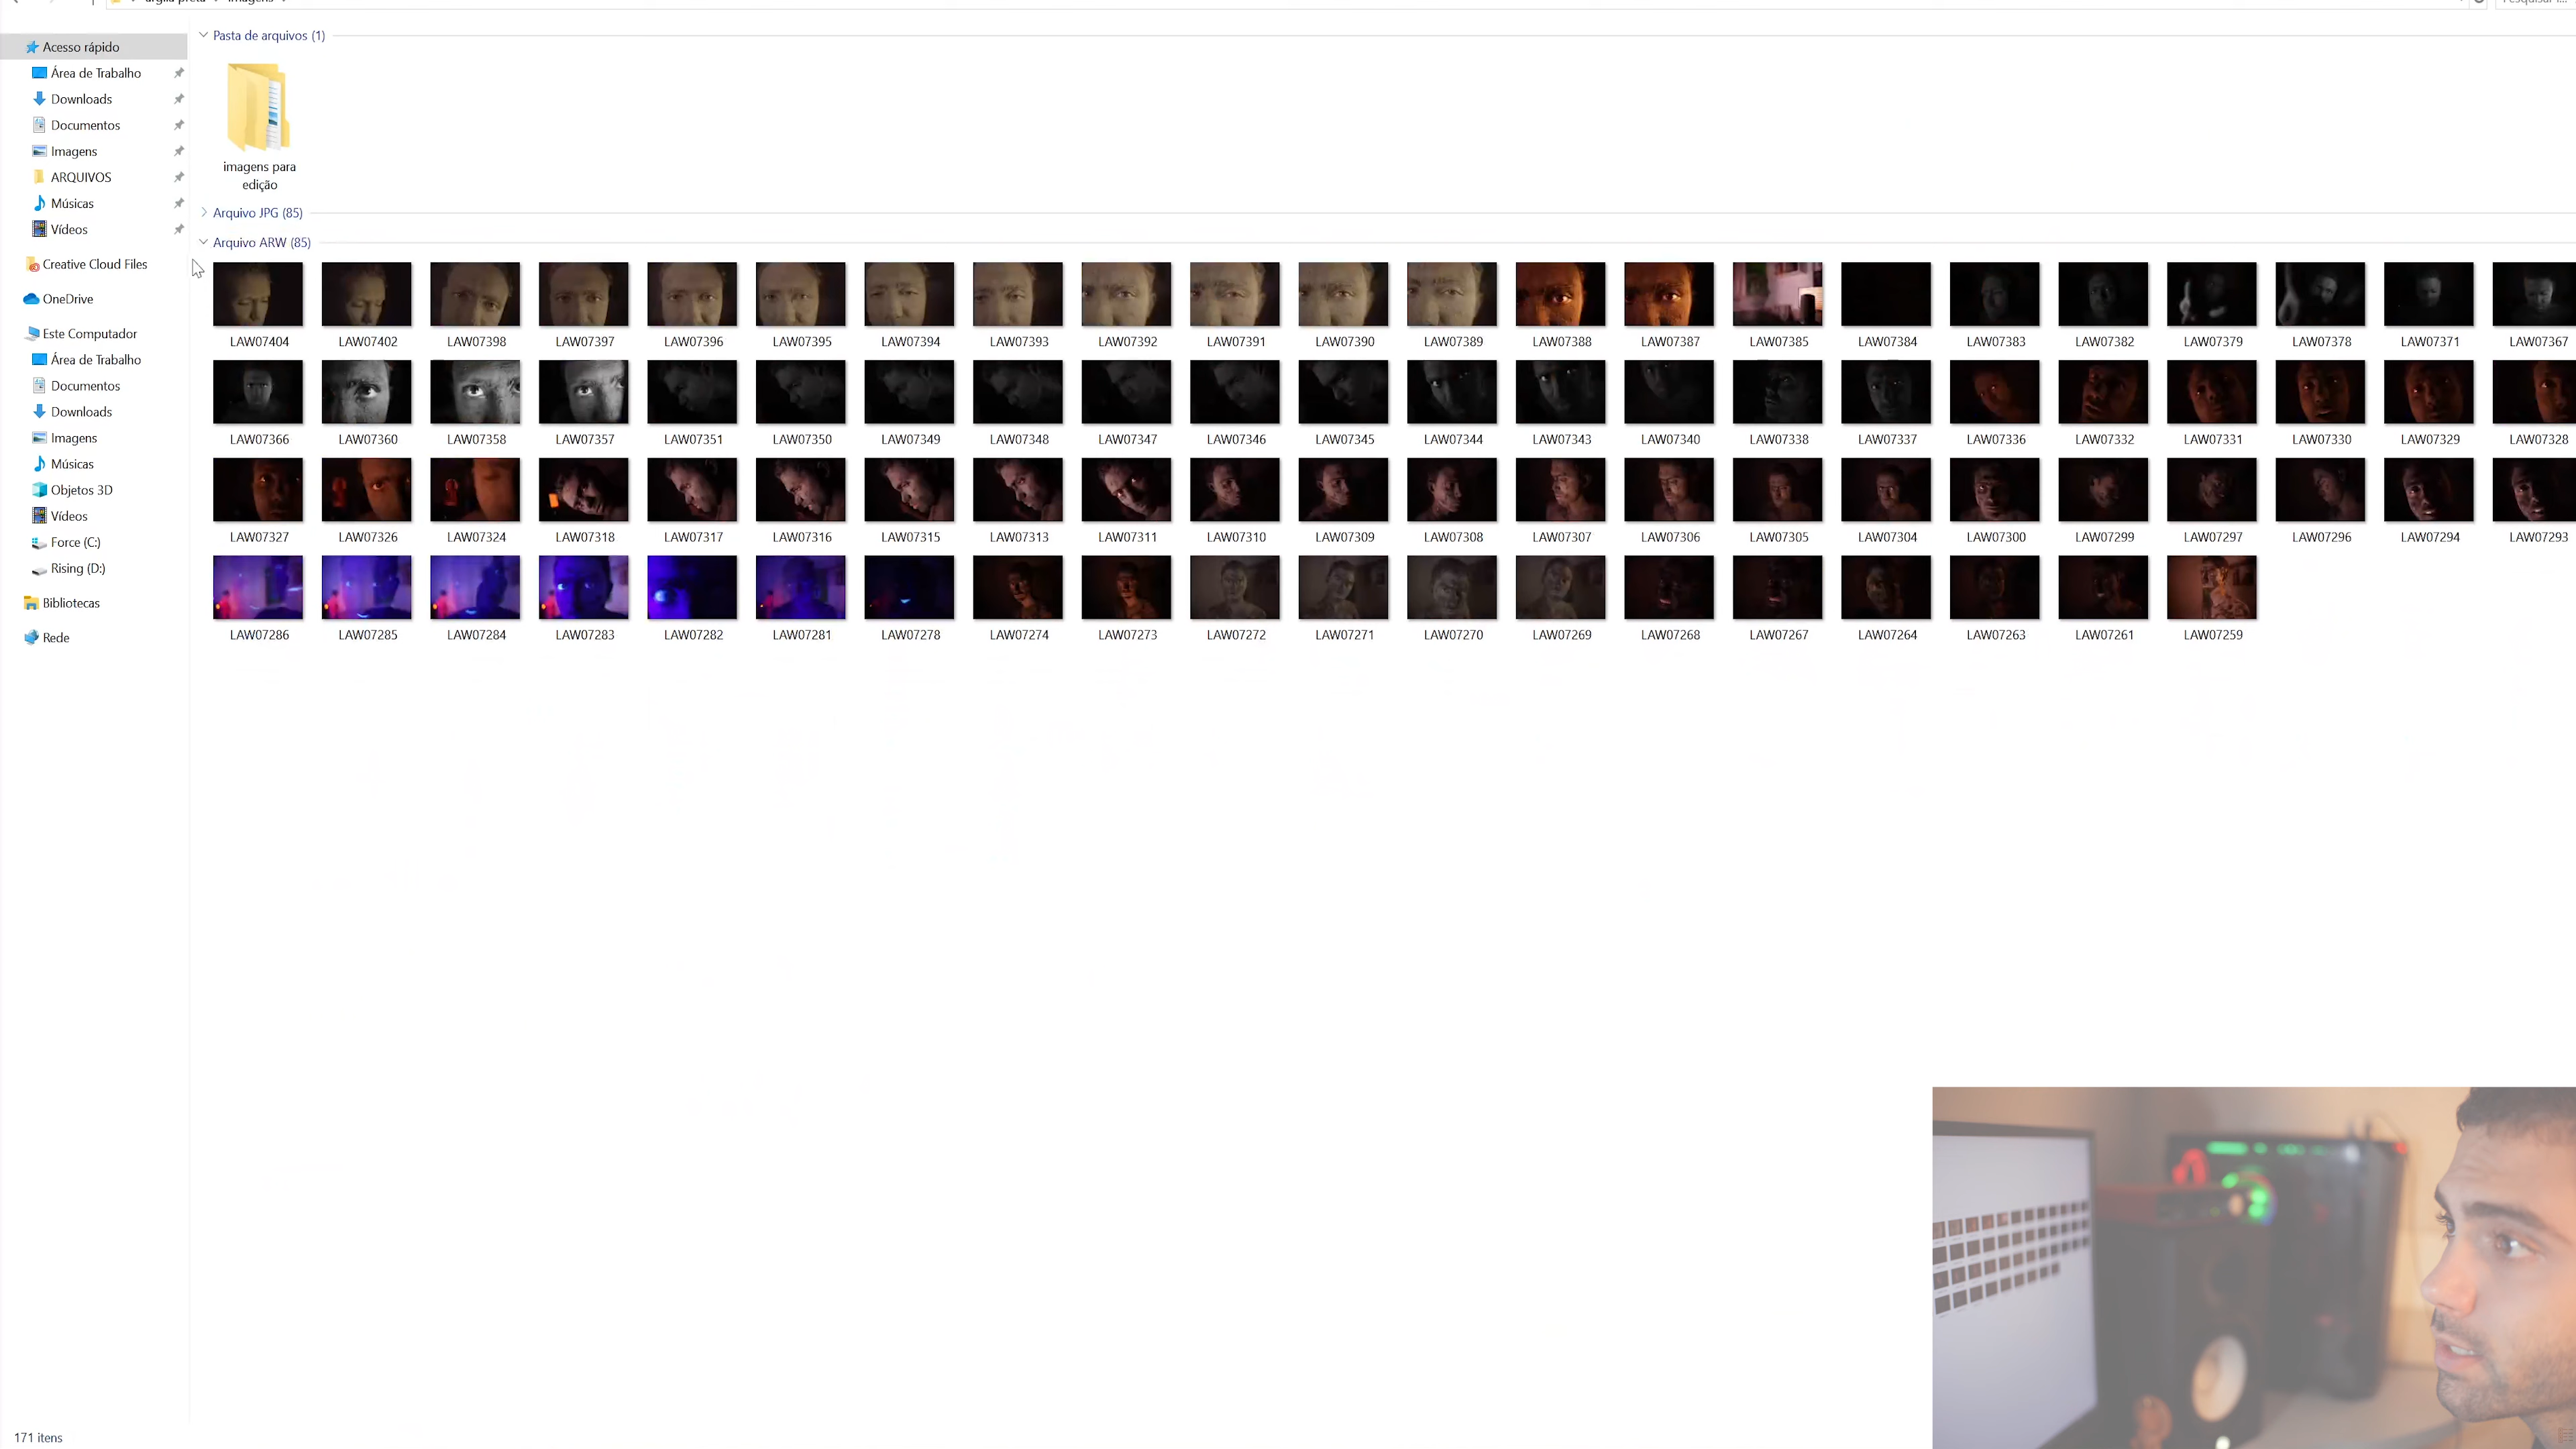 Acesso rápido
Área de Trabalho
Downloads
Documentos
Imagens
ARQUIVOS
Músicas
Vídeos
Creative Cloud Files
OneDrive
Este Computador
Área de Trabalho
Documentos
Downloads
Imagens
Músicas
Objetos 3D
Vídeos
Force (C:)
Rising (D:)
Bibliotecas
Rede
Pasta de arquivos (1)
imagens para
edição
Arquivo JPG (85)
Arquivo ARW (85)
LAW07404 LAW07402 LAW07398 LAW07397 LAW07396 LAW07395 LAW07394 LAW07393 LAW07392 LAW07391 LAW07390 LAW07389 LAW07388 LAW07387 LAW07385 LAW07384 LAW07383 LAW07382 LAW07379 LAW07378 LAW07371 LAW07367
LAW07366 LAW07360 LAW07358 LAW07357 LAW07351 LAW07350 LAW07349 LAW07348 LAW07347 LAW07346 LAW07345 LAW07344 LAW07343 LAW07340 LAW07338 LAW07337 LAW07336 LAW07332 LAW07331 LAW07330 LAW07329 LAW07328
LAW07327 LAW07326 LAW07324 LAW07318 LAW07317 LAW07316 LAW07315 LAW07313 LAW07311 LAW07310 LAW07309 LAW07308 LAW07307 LAW07306 LAW07305 LAW07304 LAW07300 LAW07299 LAW07297 LAW07296 LAW07294 LAW07293
LAW07286 LAW07285 LAW07284 LAW07283 LAW07282 LAW07281 LAW07278 LAW07274 LAW07273 LAW07272 LAW07271 LAW07270 LAW07269 LAW07268 LAW07267 LAW07264 LAW07263 LAW07261 LAW07259
171 itens